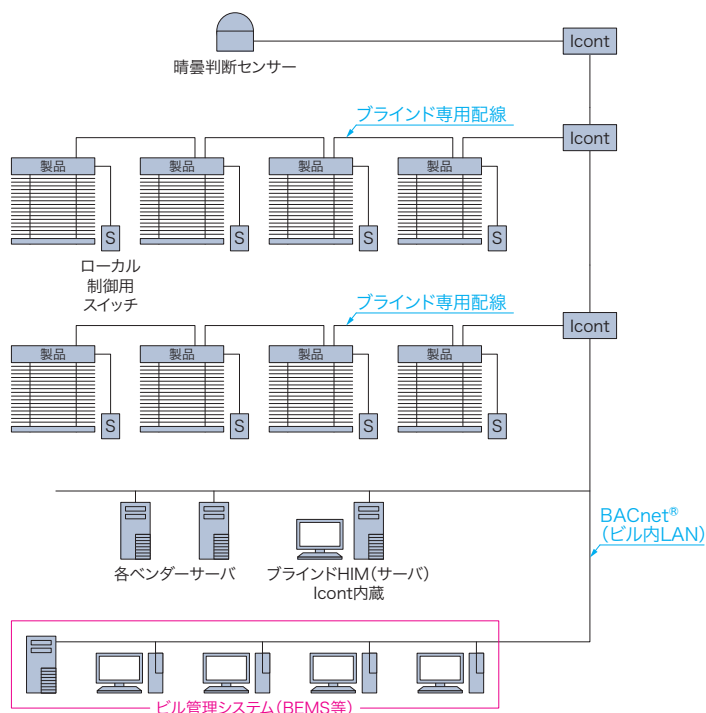 Icont
晴曇判断センサー
ブラインド専用配線
Icont
製品
製品
製品
製品
S
S
S
S
ローカル
制御用
スイッチ
ブラインド専用配線
Icont
製品
製品
製品
製品
S
S
S
S
BACnet®
（ビル内LAN）
各ベンダーサーバ
ブラインドHIM（サーバ）
Icont内蔵
ビル管理システム（BEMS等）